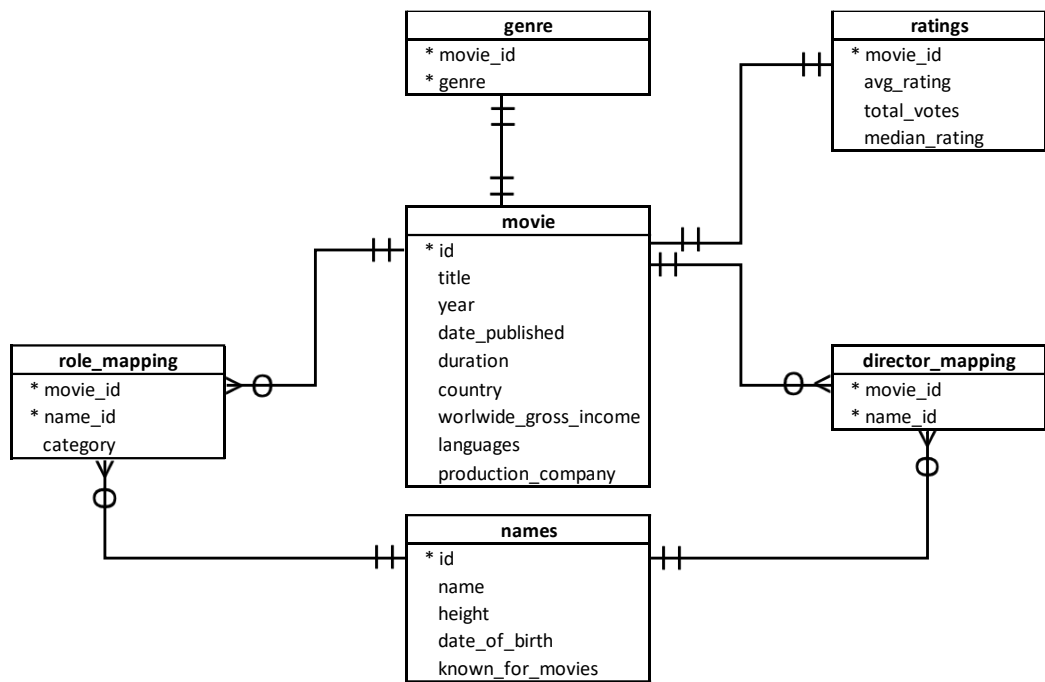 genre
* movie_id
* genre
ratings
* movie_id
avg_rating
total_votes
median_rating
movie
* id
title
year
date_published
duration
country
worlwide_gross_income
languages
production_company
role_mapping
* movie_id
* name_id
category
director_mapping
* movie_id
* name_id
names
* id
name
height
date_of_birth
known_for_movies